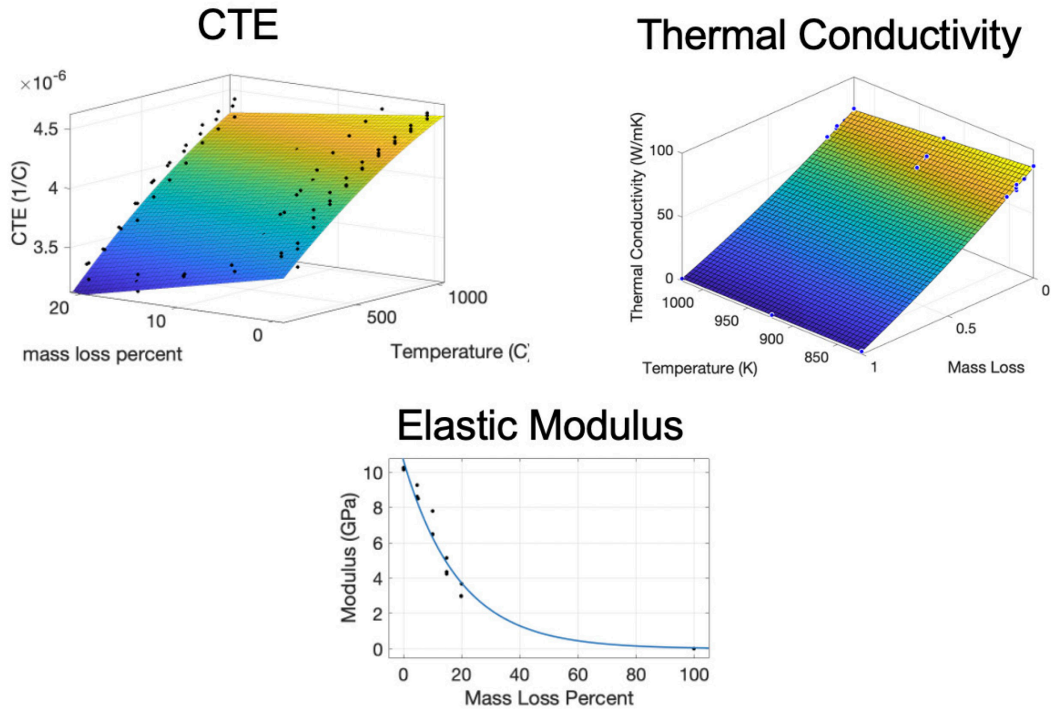 CTE
×10⁻⁶
4.5
4
3.5
CTE (1/C)
20
10
0
mass loss percent
500
1000
Temperature (C)
Thermal Conductivity
100
50
0
Thermal Conductivity (W/mK)
1000
950
900
850
Temperature (K)
1
0.5
0
Mass Loss
Elastic Modulus
10
8
6
4
2
0
Modulus (GPa)
0
20
40
60
80
100
Mass Loss Percent